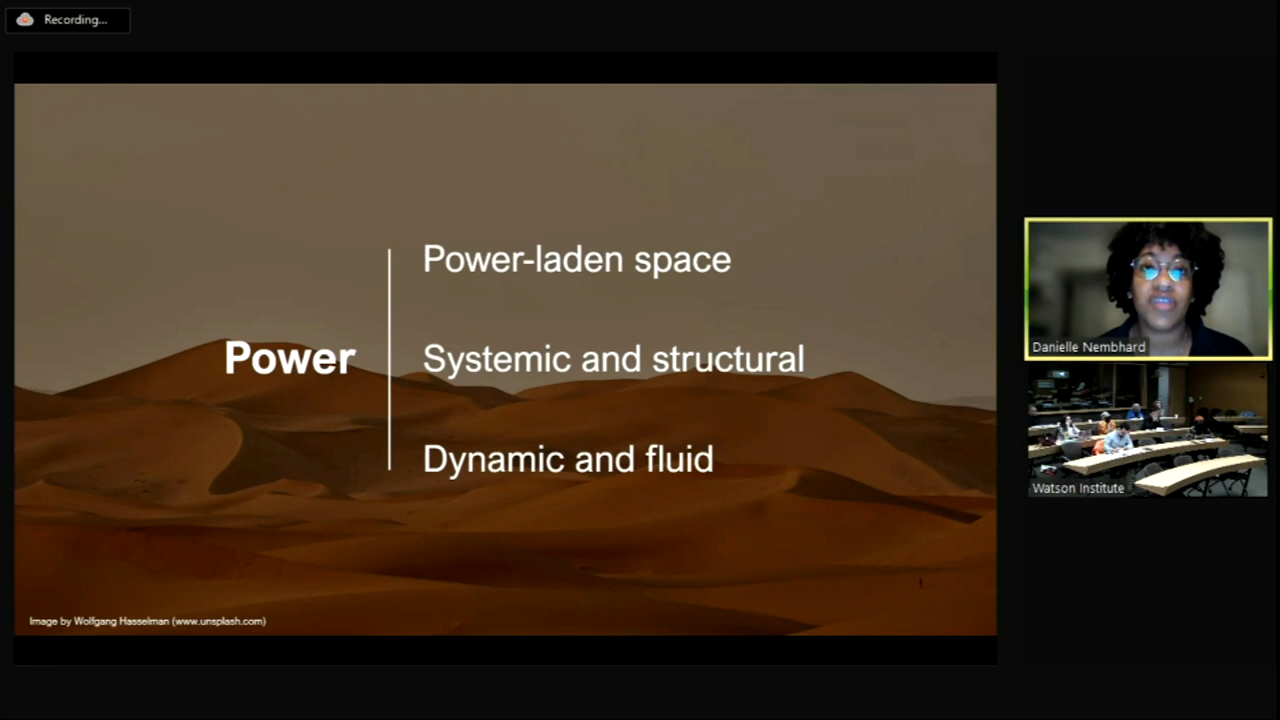 Recording...
Power-laden space
Power
Systemic and structural
Dynamic and fluid
Image by Wolfgang Hasselman (www.unsplash.com)
Danielle Nembhard
Watson Institute